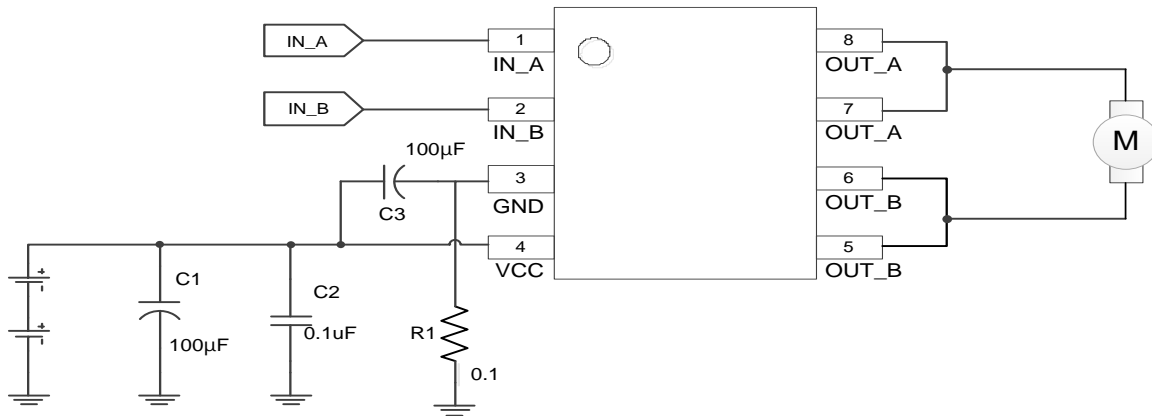 IN_A
1
IN_A
8
OUT_A
IN_B
2
IN_B
7
OUT_A
M
100μF
C3
3
GND
6
OUT_B
4
VCC
5
OUT_B
+
-
+
-
C1
100μF
C2
0.1uF
R1
0.1